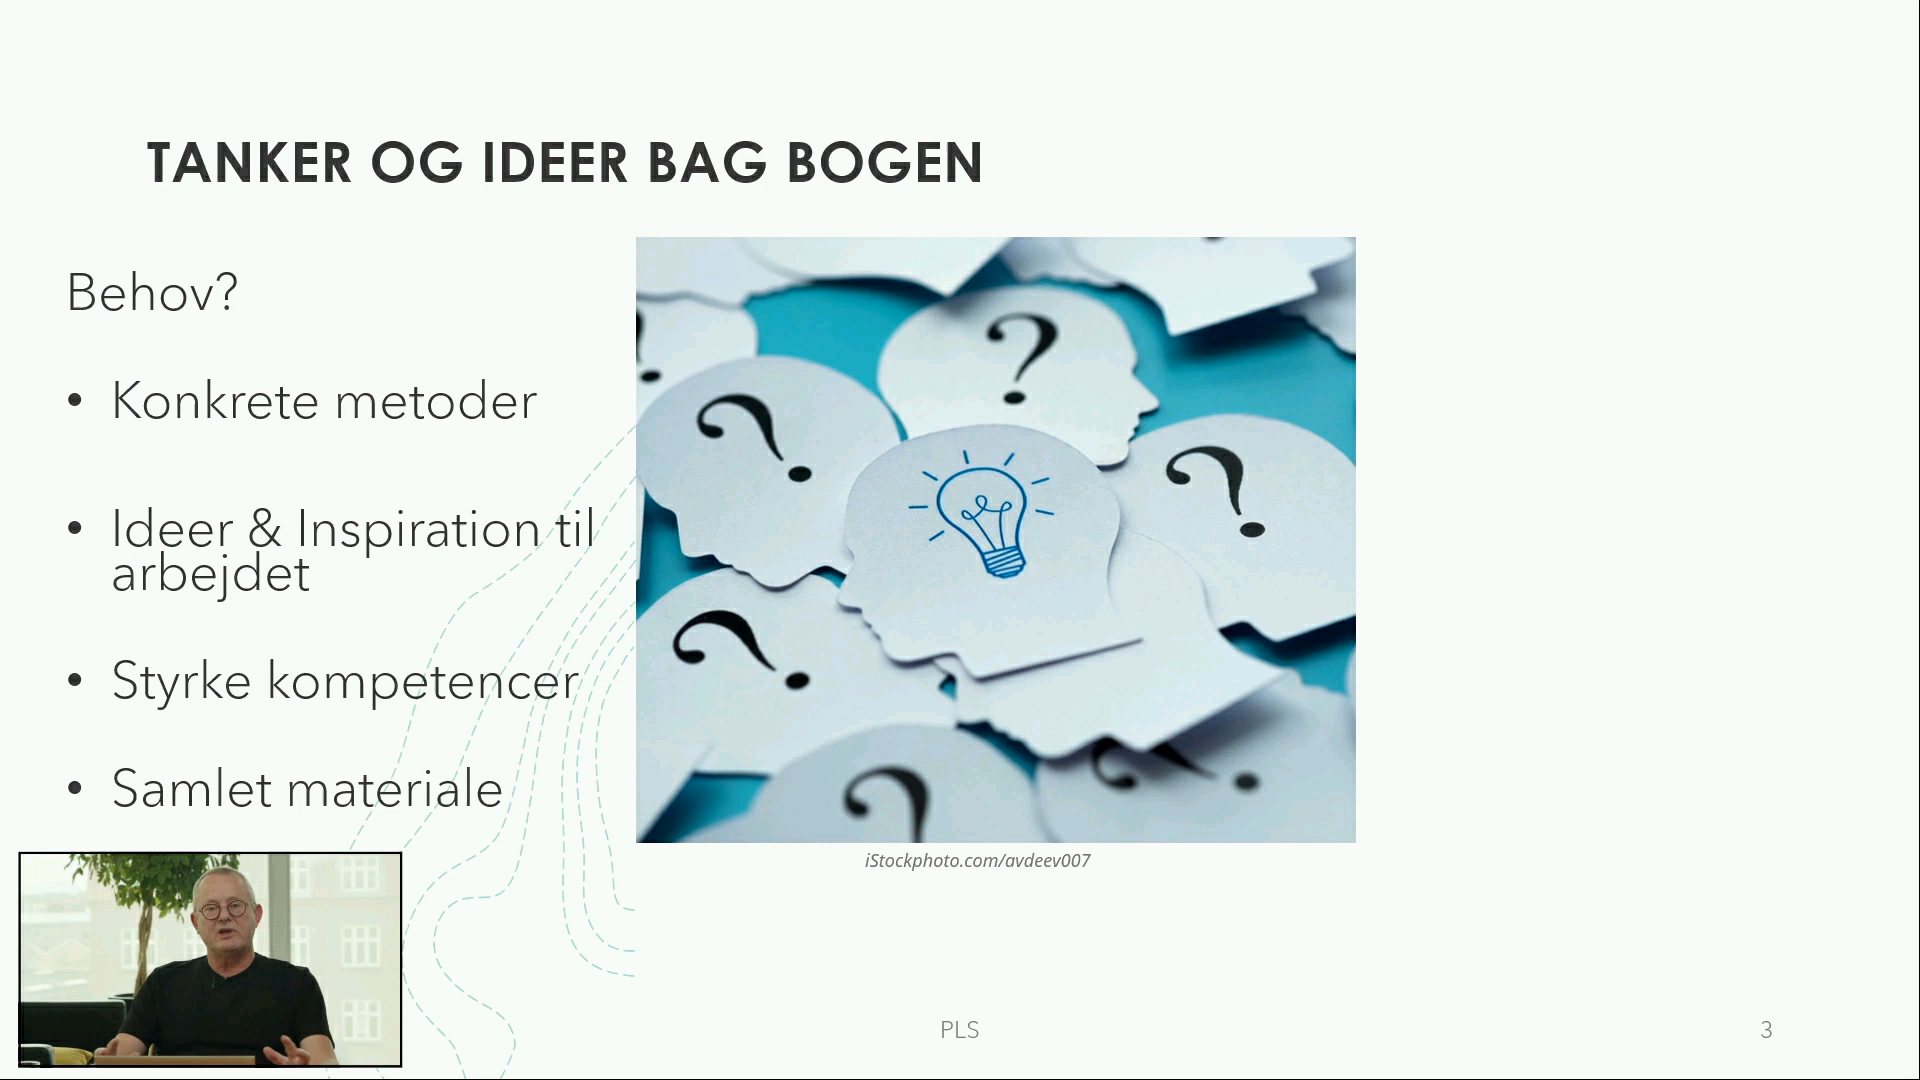 TANKER OG IDEER BAG BOGEN
Behov?
• Konkrete metoder
• Ideer & Inspiration til
arbejdet
• Styrke kompetencer
• Samlet materiale
? ? ? ? ? ? ?
iStockphoto.com/avdeev007
PLS
3